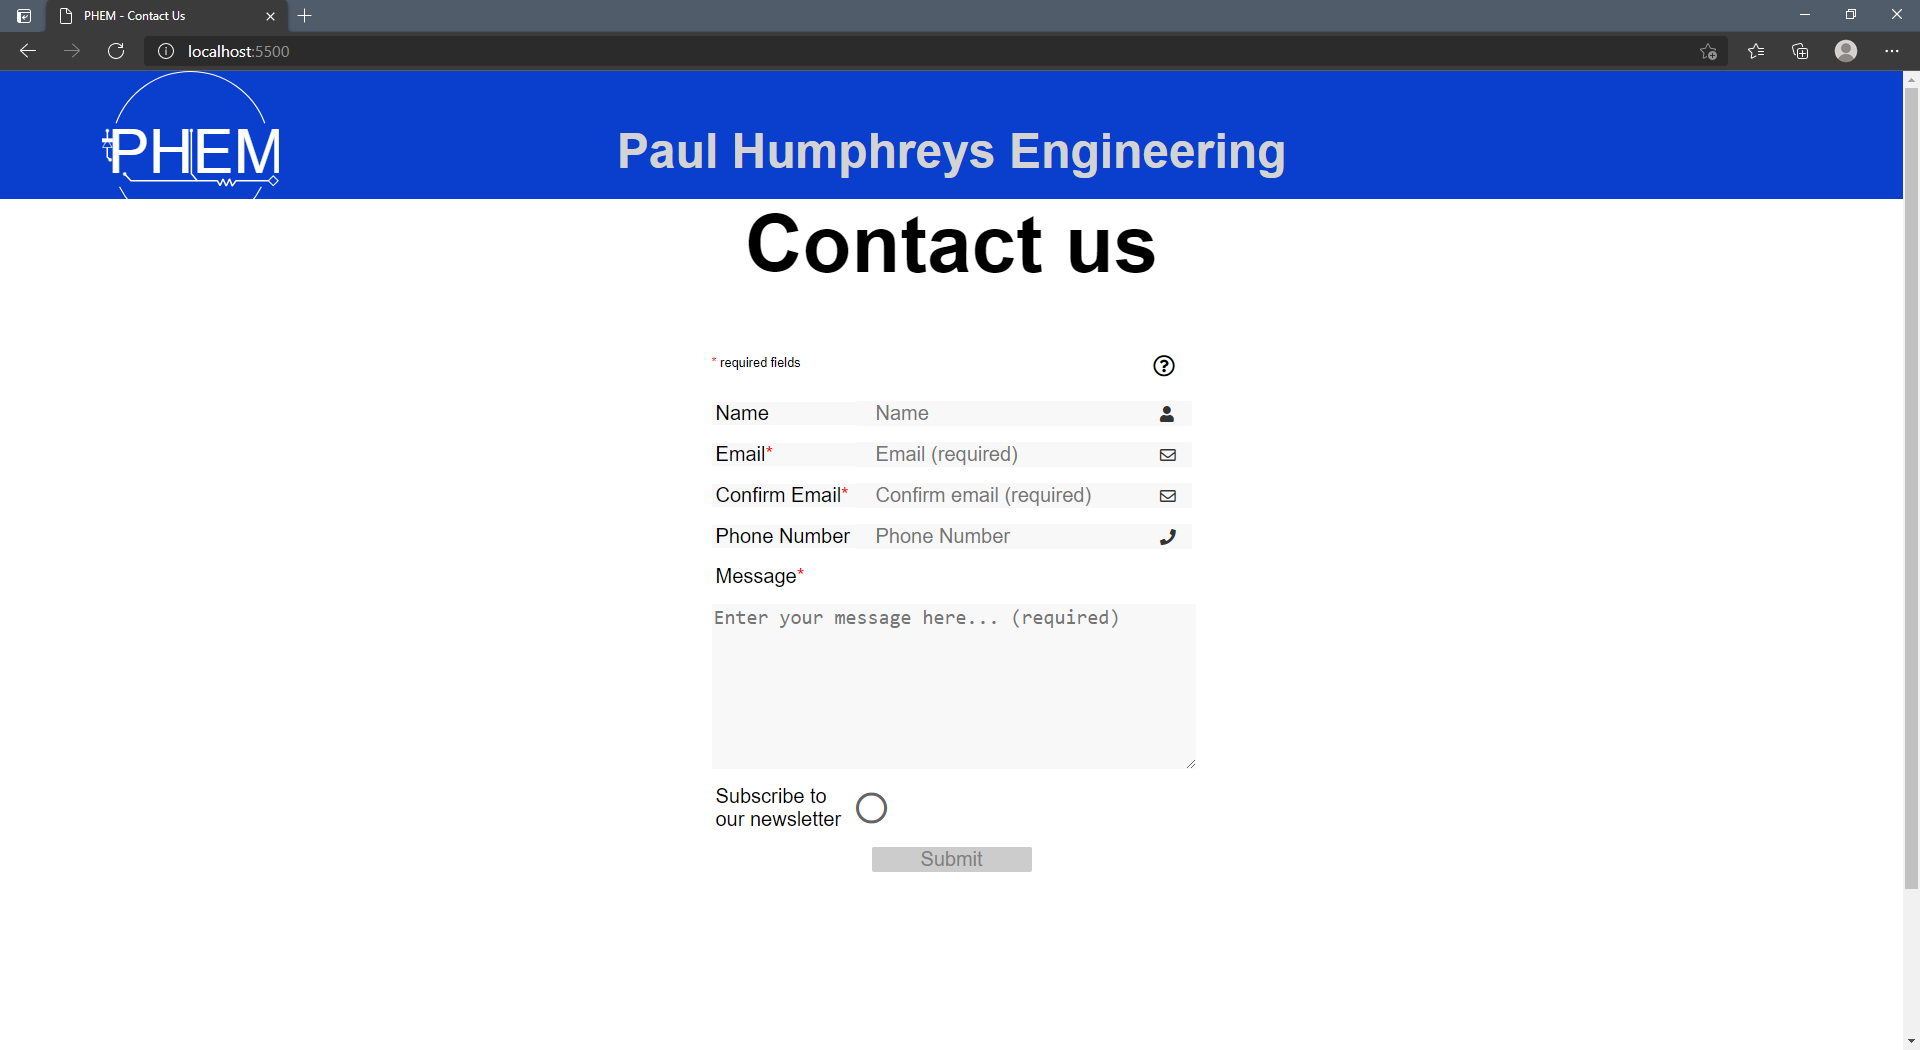 PHEM - Contact Us
localhost:5500
PHEM
Paul Humphreys Engineering
Contact us
* required fields
Name Name
Email* Email (required)
Confirm Email* Confirm email (required)
Phone Number Phone Number
Message*
Enter your message here... (required)
Subscribe to
our newsletter
Submit